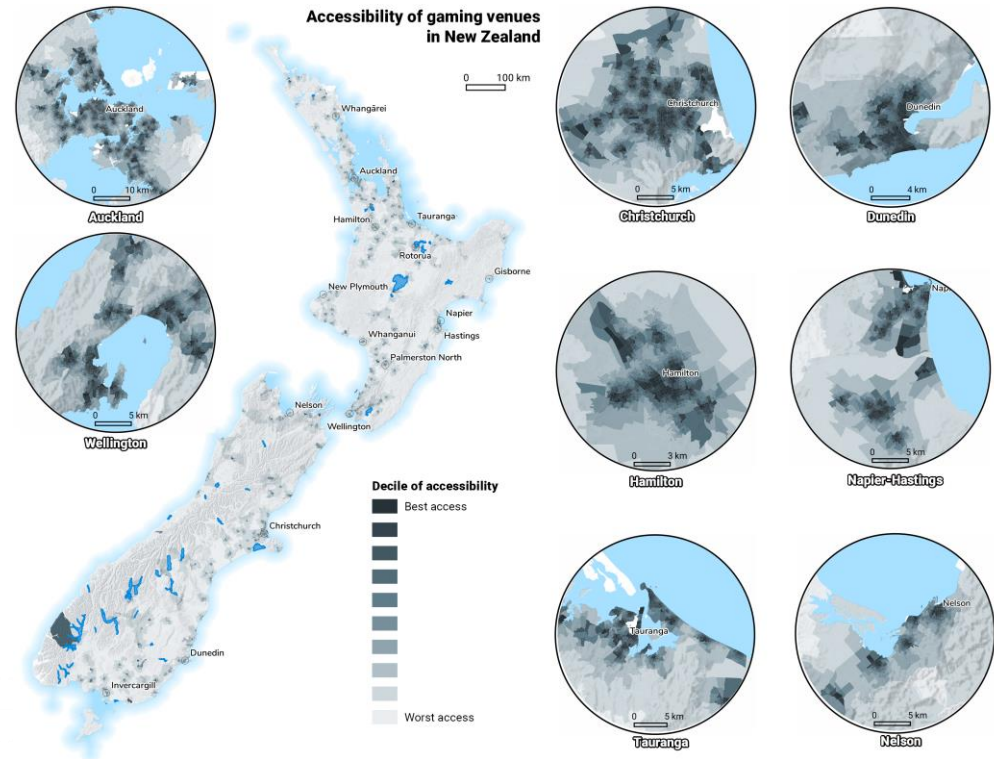 Accessibility of gaming venues
in New Zealand
0 100 km
Whangārei
Auckland
Hamilton
Tauranga
Rotorua
Gisborne
New Plymouth
Napier
Hastings
Whanganui
Palmerston North
Nelson
Wellington
Christchurch
Dunedin
Invercargill
Decile of accessibility
Best access
Worst access
Auckland
0 10 km
Auckland
0 5 km
Wellington
Christchurch
0 5 km
Christchurch
Dunedin
0 4 km
Dunedin
Hamilton
0 3 km
Hamilton
Napi
0 5 km
Napier-Hastings
Tauranga
0 5 km
Tauranga
Nelson
0 5 km
Nelson